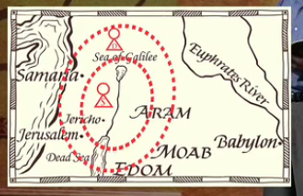 Sea of Galilee
Euphrates River
Samaria
Jericho
ARAM
Jerusalem
MOAB
Babylon
Dead Sea
EDOM